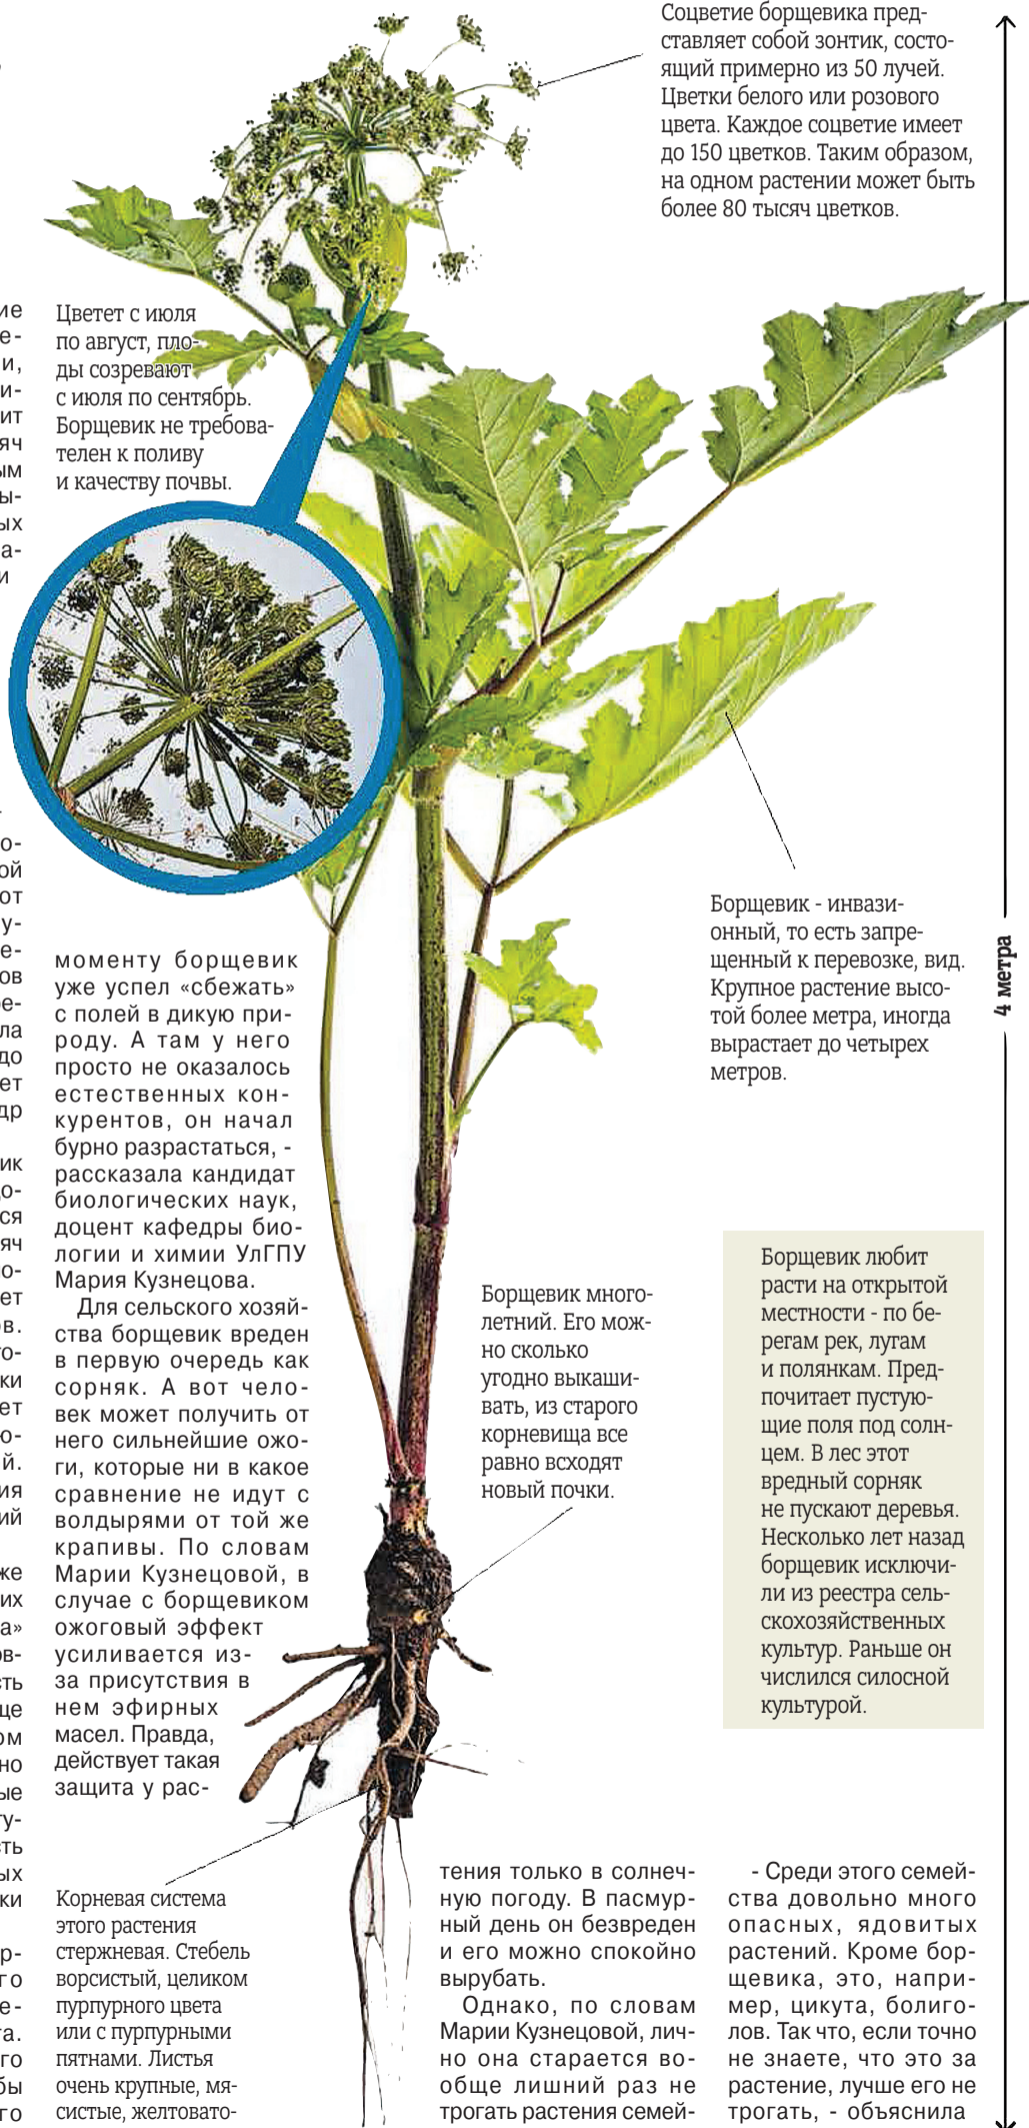 Соцветие борщевика пред-
ставляет собой зонтик, состо-
ящий примерно из 50 лучей.
Цветки белого или розового
цвета. Каждое соцветие имеет
до 150 цветков. Таким образом,
на одном растении может быть
более 80 тысяч цветков.
Цветет с июля
по август, пло-
ды созревают
с июля по сентябрь.
Борщевик не требова-
телен к поливу
и качеству почвы.
Борщевик - инвази-
онный, то есть запре-
щенный к перевозке, вид.
Крупное растение высо-
той более метра, иногда
вырастает до четырех
метров.
4 метра
моменту борщевик
уже успел «сбежать»
с полей в дикую при-
роду. А там у него
просто не оказалось
естественных кон-
курентов, он начал
бурно разрастаться, -
рассказала кандидат
биологических наук,
доцент кафедры био-
логии и химии УлГПУ
Мария Кузнецова.
Для сельского хозяй-
ства борщевик вреден
в первую очередь как
сорняк. А вот чело-
век может получить от
него сильнейшие ожо-
ги, которые ни в какое
сравнение не идут с
волдырями от той же
крапивы. По словам
Марии Кузнецовой, в
случае с борщевиком
ожоговый эффект
усиливается из-
за присутствия в
нем эфирных
масел. Правда,
действует такая
защита у рас-
Борщевик много-
летний. Его мож-
но сколько
угодно выкаши-
вать, из старого
корневища все
равно всходят
новый почки.
Борщевик любит
расти на открытой
местности - по бе-
регам рек, лугам
и полянкам. Пред-
почитает пустую-
щие поля под солн-
цем. В лес этот
вредный сорняк
не пускают деревья.
Несколько лет назад
борщевик исключи-
ли из реестра сель-
скохозяйственных
культур. Раньше он
числился силосной
культурой.
Корневая система
этого растения
стержневая. Стебель
ворсистый, целиком
пурпурного цвета
или с пурпурными
пятнами. Листья
очень крупные, мя-
систые, желтовато-
тения только в солнеч-
ную погоду. В пасмур-
ный день он безвреден
и его можно спокойно
вырубать.
Однако, по словам
Марии Кузнецовой, лич-
но она старается во-
обще лишний раз не
трогать растения семей-
- Среди этого семей-
ства довольно много
опасных, ядовитых
растений. Кроме бор-
щевика, это, напри-
мер, цикута, болиго-
лов. Так что, если точно
не знаете, что это за
растение, лучше его не
трогать, - объяснила